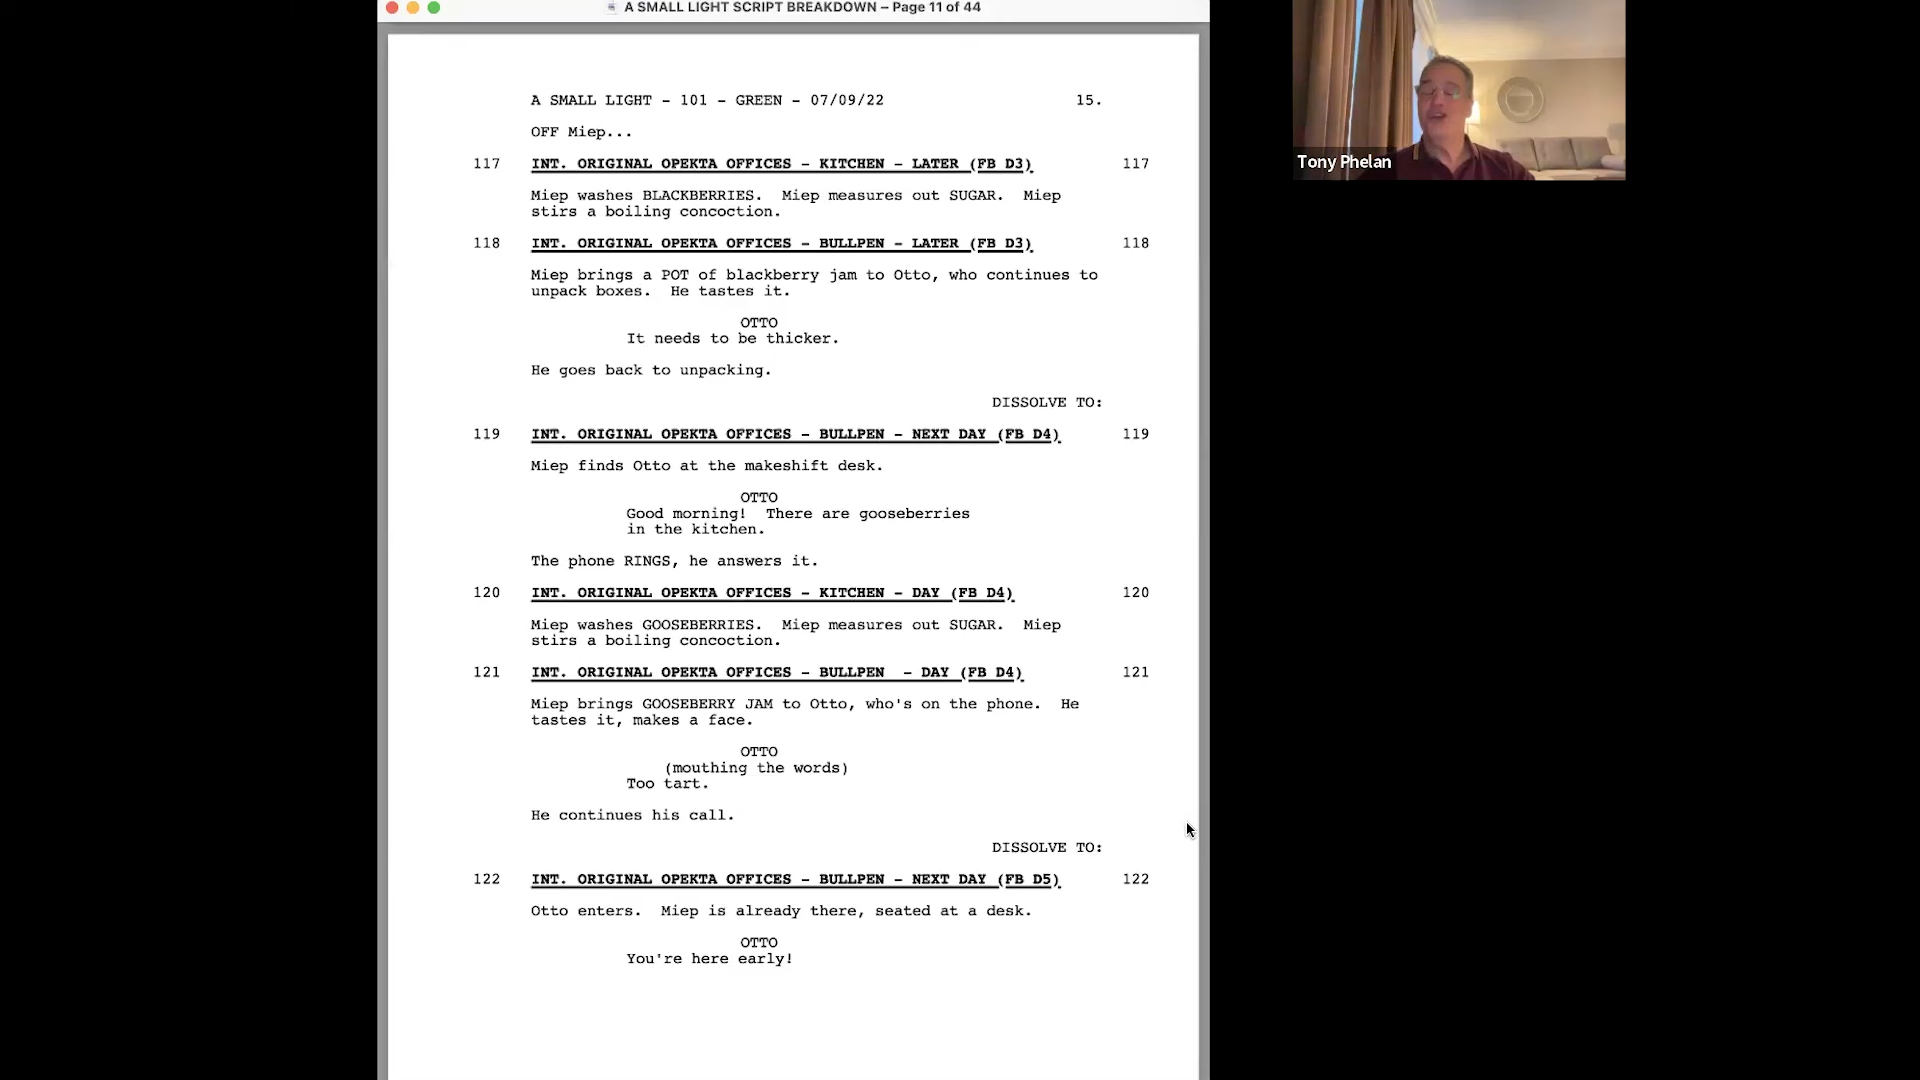 A SMALL LIGHT SCRIPT BREAKDOWN – Page 11 of 44
Tony Phelan
A SMALL LIGHT - 101 - GREEN - 07/09/22 15.
OFF Miep...
117 INT. ORIGINAL OPEKTA OFFICES - KITCHEN - LATER (FB D3) 117
Miep washes BLACKBERRIES. Miep measures out SUGAR. Miep
stirs a boiling concoction.
118 INT. ORIGINAL OPEKTA OFFICES - BULLPEN - LATER (FB D3) 118
Miep brings a POT of blackberry jam to Otto, who continues to
unpack boxes. He tastes it.
OTTO
It needs to be thicker.
He goes back to unpacking.
DISSOLVE TO:
119 INT. ORIGINAL OPEKTA OFFICES - BULLPEN - NEXT DAY (FB D4) 119
Miep finds Otto at the makeshift desk.
OTTO
Good morning! There are gooseberries
in the kitchen.
The phone RINGS, he answers it.
120 INT. ORIGINAL OPEKTA OFFICES - KITCHEN - DAY (FB D4) 120
Miep washes GOOSEBERRIES. Miep measures out SUGAR. Miep
stirs a boiling concoction.
121 INT. ORIGINAL OPEKTA OFFICES - BULLPEN - DAY (FB D4) 121
Miep brings GOOSEBERRY JAM to Otto, who's on the phone. He
tastes it, makes a face.
OTTO
(mouthing the words)
Too tart.
He continues his call.
DISSOLVE TO:
122 INT. ORIGINAL OPEKTA OFFICES - BULLPEN - NEXT DAY (FB D5) 122
Otto enters. Miep is already there, seated at a desk.
OTTO
You're here early!